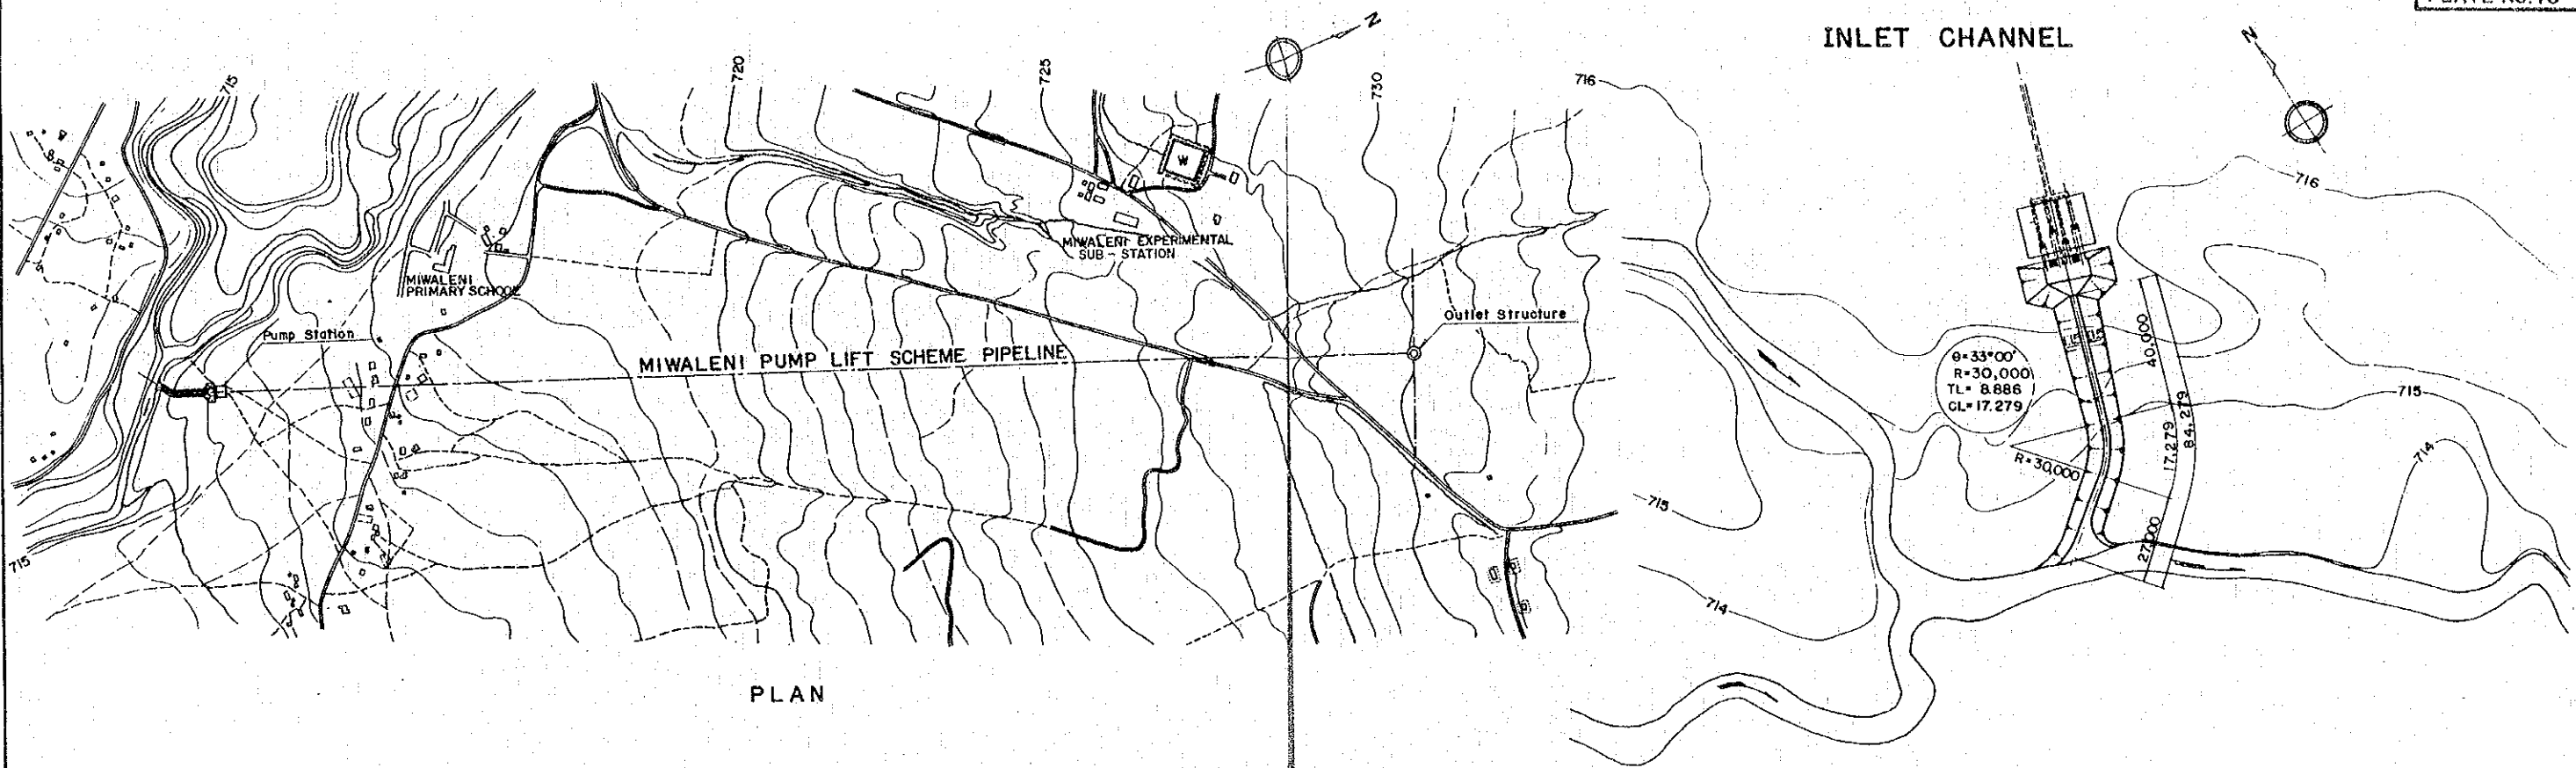 INLET CHANNEL
N
N
715
720
725
730
716
716
W
MIWALENI EXPERIMENTAL
SUB-STATION
MIWALENI
PRIMARY SCHOOL
Pump Station
Outlet Structure
MIWALENI PUMP LIFT SCHEME PIPELINE
θ=33°00'
R=30,000
TL= 8.886
CL=17.279
40,000
17.279
84,279
R=30,000
27,000
715
714
715
714
715
PLAN